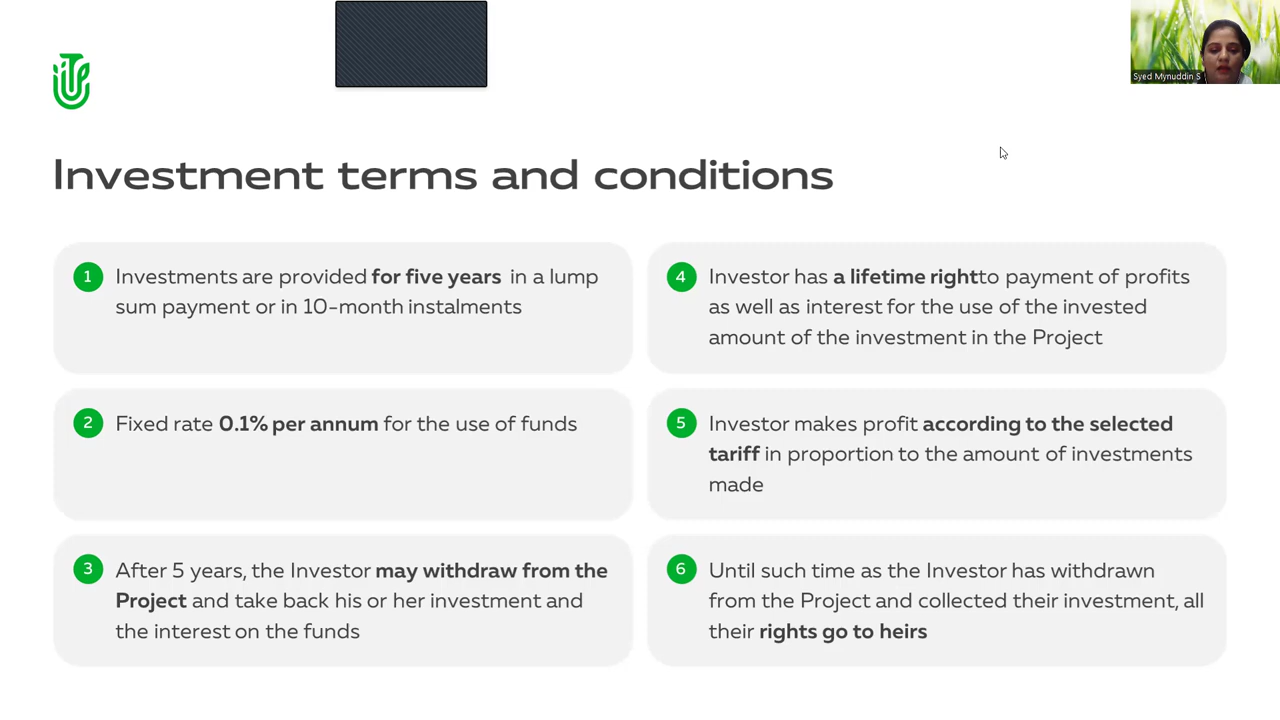 Syed Mynuddin S
Investment terms and conditions
1
Investments are provided for five years in a lump
sum payment or in 10-month instalments
2
Fixed rate 0.1% per annum for the use of funds
3
After 5 years, the Investor may withdraw from the
Project and take back his or her investment and
the interest on the funds
4
Investor has a lifetime rightto payment of profits
as well as interest for the use of the invested
amount of the investment in the Project
5
Investor makes profit according to the selected
tariff in proportion to the amount of investments
made
6
Until such time as the Investor has withdrawn
from the Project and collected their investment, all
their rights go to heirs